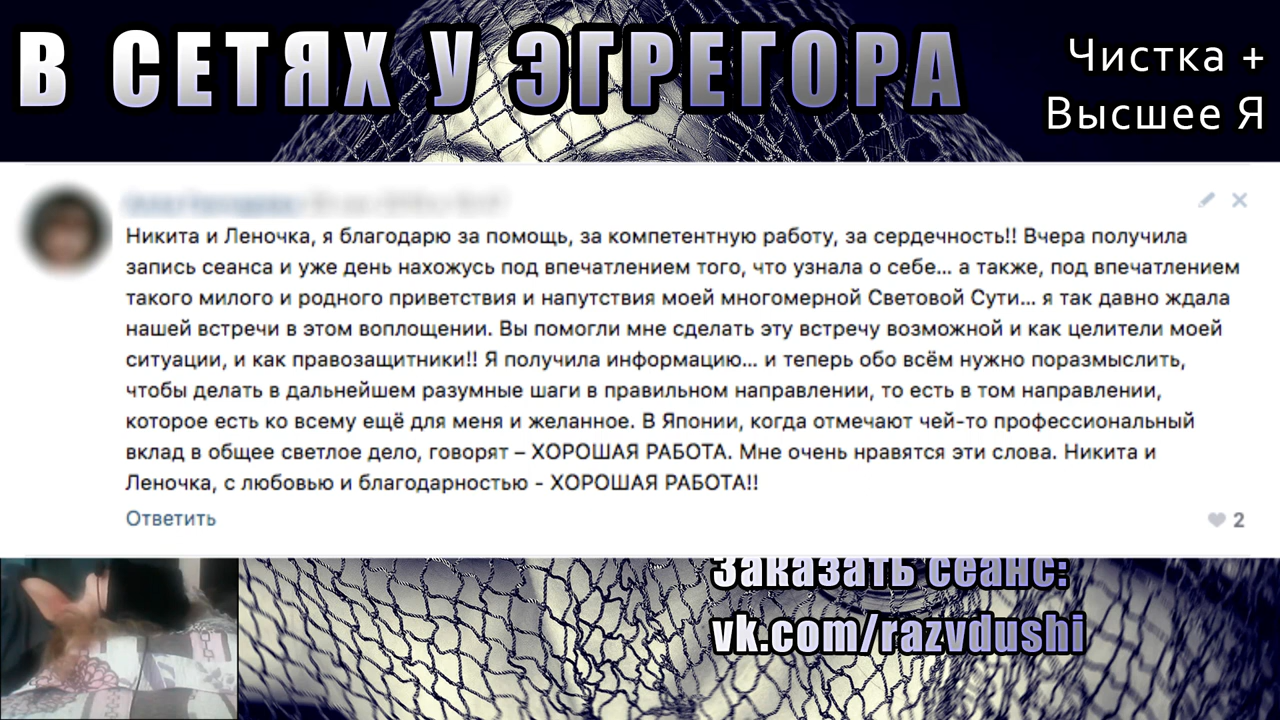 В СЕТЯХ У ЭГРЕГОРА
Чистка +
Высшее Я
Никита и Леночка, я благодарю за помощь, за компетентную работу, за сердечность!! Вчера получила
запись сеанса и уже день нахожусь под впечатлением того, что узнала о себе... а также, под впечатлением
такого милого и родного приветствия и напутствия моей многомерной Световой Сути... я так давно ждала
нашей встречи в этом воплощении. Вы помогли мне сделать эту встречу возможной и как целители моей
ситуации, и как правозащитники!! Я получила информацию... и теперь обо всём нужно поразмыслить,
чтобы делать в дальнейшем разумные шаги в правильном направлении, то есть в том направлении,
которое есть ко всему ещё для меня и желанное. В Японии, когда отмечают чей-то профессиональный
вклад в общее светлое дело, говорят – ХОРОШАЯ РАБОТА. Мне очень нравятся эти слова. Никита и
Леночка, с любовью и благодарностью - ХОРОШАЯ РАБОТА!!
Ответить
2
Заказать сеанс:
vk.com/razvdushi